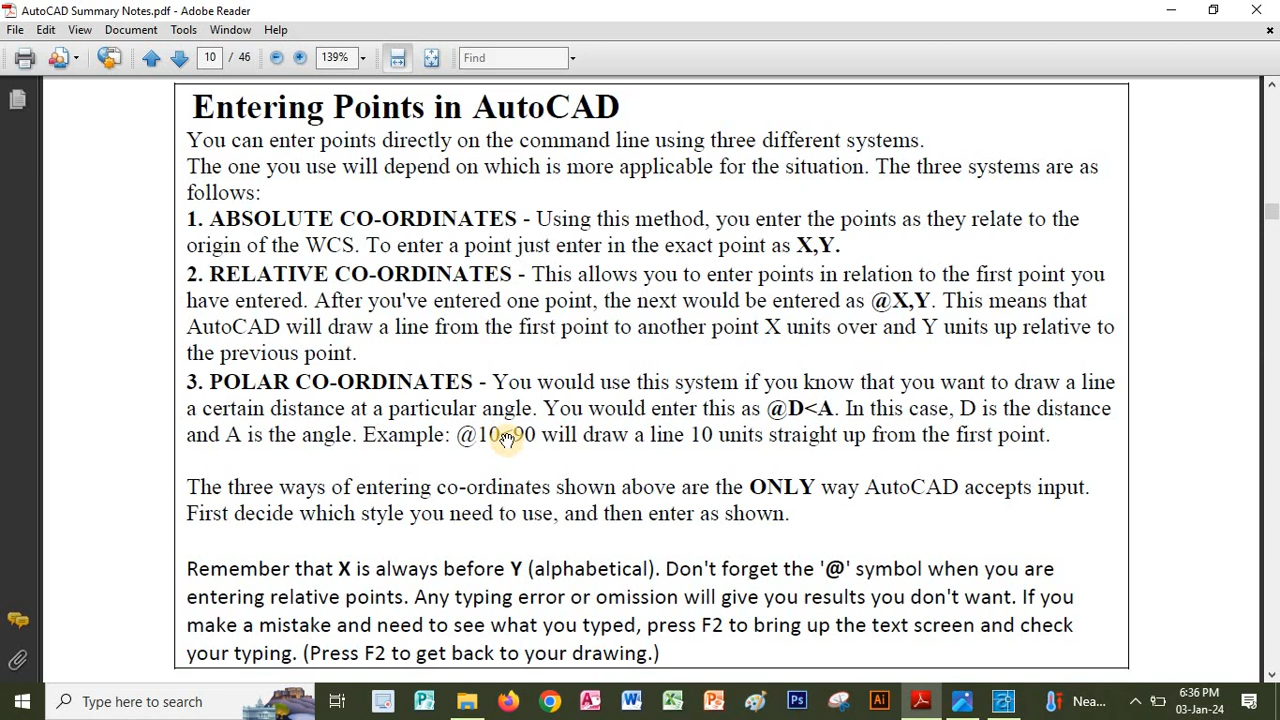 AutoCAD Summary Notes.pdf - Adobe Reader
File Edit View Document Tools Window Help
10 / 46 139% Find
Entering Points in AutoCAD
You can enter points directly on the command line using three different systems.
The one you use will depend on which is more applicable for the situation. The three systems are as
follows:
1. ABSOLUTE CO-ORDINATES - Using this method, you enter the points as they relate to the
origin of the WCS. To enter a point just enter in the exact point as X,Y.
2. RELATIVE CO-ORDINATES - This allows you to enter points in relation to the first point you
have entered. After you've entered one point, the next would be entered as @X,Y. This means that
AutoCAD will draw a line from the first point to another point X units over and Y units up relative to
the previous point.
3. POLAR CO-ORDINATES - You would use this system if you know that you want to draw a line
a certain distance at a particular angle. You would enter this as @D<A. In this case, D is the distance
and A is the angle. Example: @10<90 will draw a line 10 units straight up from the first point.
The three ways of entering co-ordinates shown above are the ONLY way AutoCAD accepts input.
First decide which style you need to use, and then enter as shown.
Remember that X is always before Y (alphabetical). Don't forget the '@' symbol when you are
entering relative points. Any typing error or omission will give you results you don't want. If you
make a mistake and need to see what you typed, press F2 to bring up the text screen and check
your typing. (Press F2 to get back to your drawing.)
Type here to search
Nea...
6:36 PM
03-Jan-24